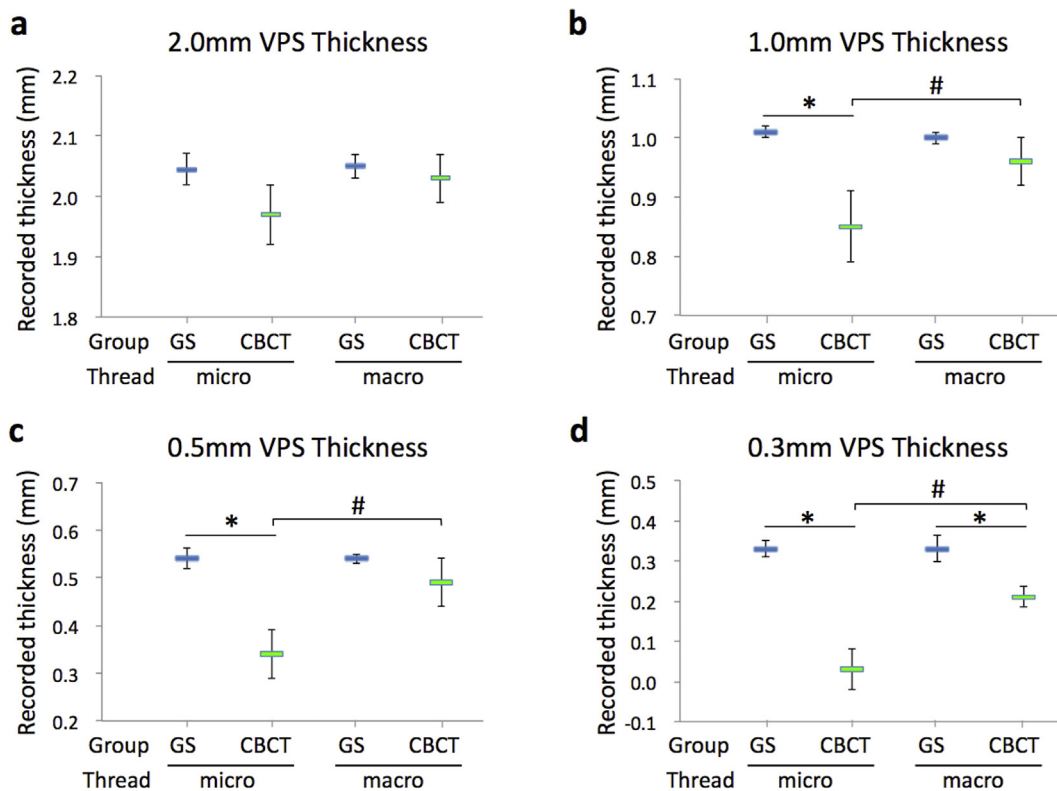 a
2.0mm VPS Thickness
Recorded thickness (mm)
2.2
2.1
2.0
1.9
1.8
Group GS CBCT GS CBCT
Thread micro macro
b
1.0mm VPS Thickness
Recorded thickness (mm)
1.1
1.0
0.9
0.8
0.7
* #
Group GS CBCT GS CBCT
Thread micro macro
c
0.5mm VPS Thickness
Recorded thickness (mm)
0.7
0.6
0.5
0.4
0.3
0.2
* #
Group GS CBCT GS CBCT
Thread micro macro
d
0.3mm VPS Thickness
Recorded thickness (mm)
0.5
0.4
0.3
0.2
0.1
0.0
-0.1
#
* *
Group GS CBCT GS CBCT
Thread micro macro